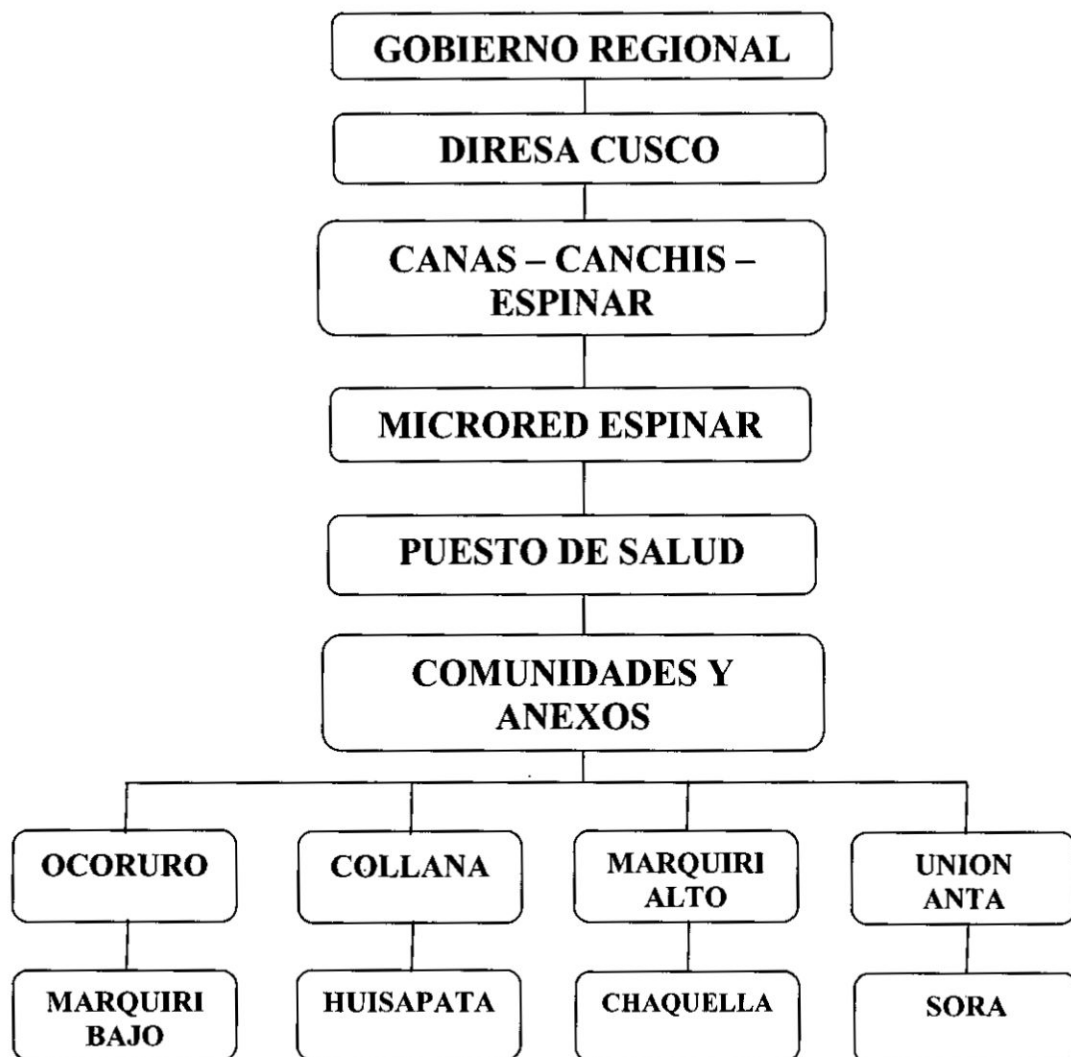 GOBIERNO REGIONAL
DIRESA CUSCO
CANAS – CANCHIS –
ESPINAR
MICRORED ESPINAR
PUESTO DE SALUD
COMUNIDADES Y
ANEXOS
OCORURO
COLLANA
MARQUIRI
ALTO
UNION
ANTA
MARQUIRI
BAJO
HUISAPATA
CHAQUELLA
SORA